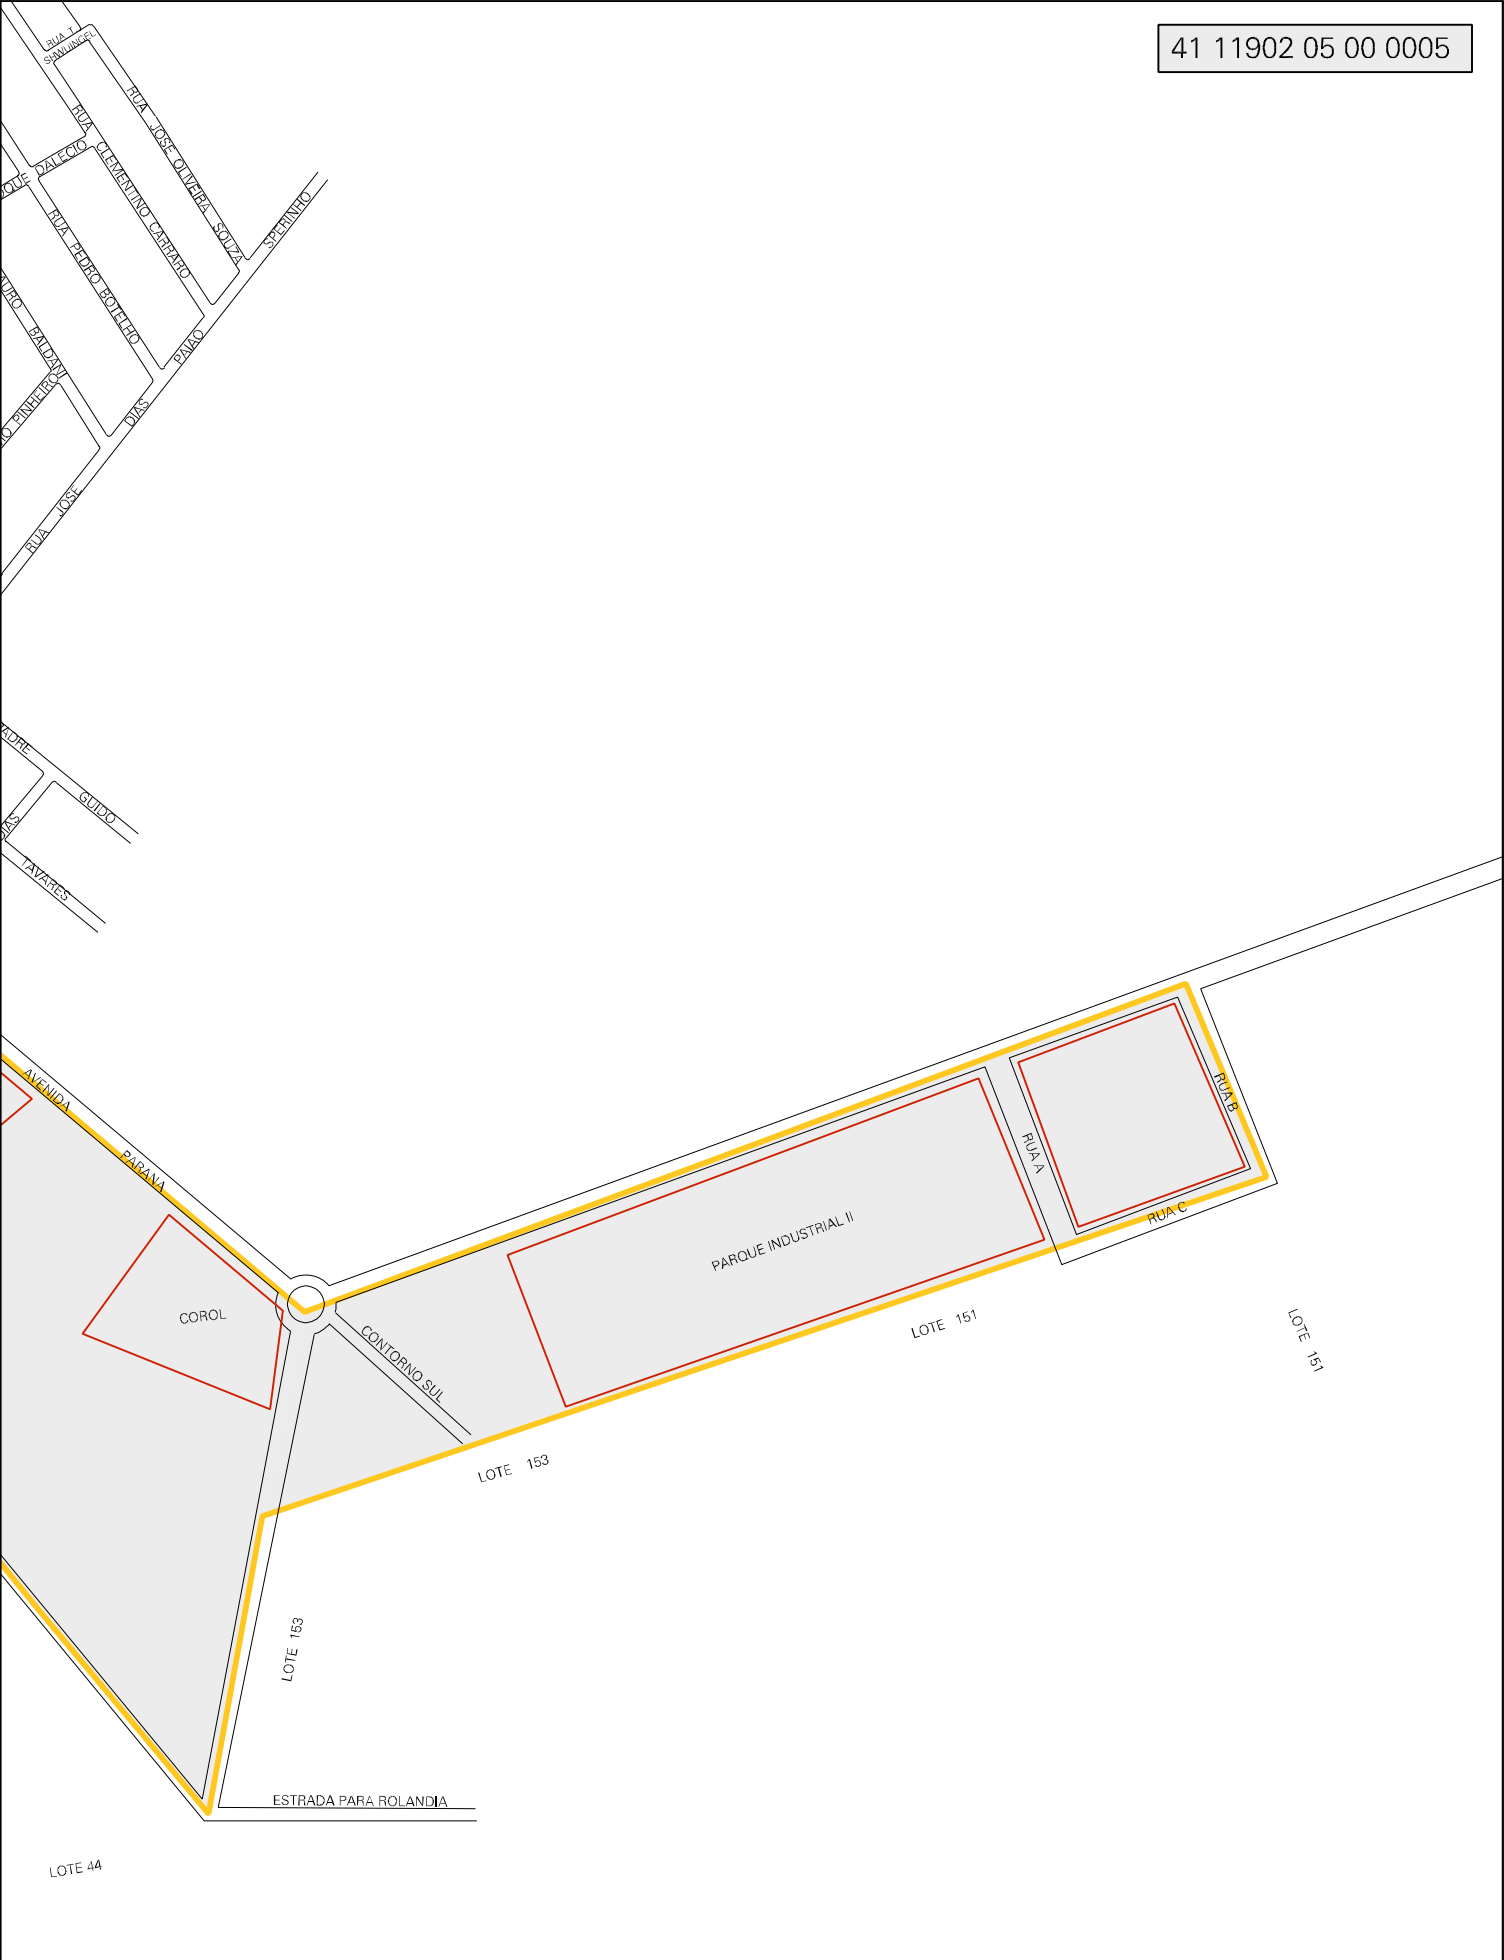 41 11902 05 00 0005
RUA T.
SHWLINGEL
RUA JOSE OLIVEIRA SOUZA
RUA CLEMENTINO CARRARO
DALECIO
RUA PEDRO BOTELHO
SPERINHO
BALDANI
PINHEIRO
RUA JOSE DIAS PAIAO
GUIDO
TAVARES
AVENIDA PARANA
RUA B
RUA A
RUA C
PARQUE INDUSTRIAL II
COROL
CONTORNO SUL
LOTE 151
LOTE 151
LOTE 153
LOTE 153
ESTRADA PARA ROLANDIA
LOTE 44